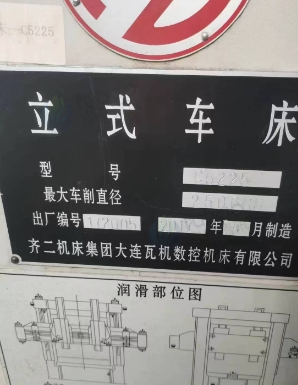 C5225
立式车床
型 号
最大车削直径
出厂编号 年 月制造
齐二机床集团大连瓦机数控机床有限公司
润滑部位图